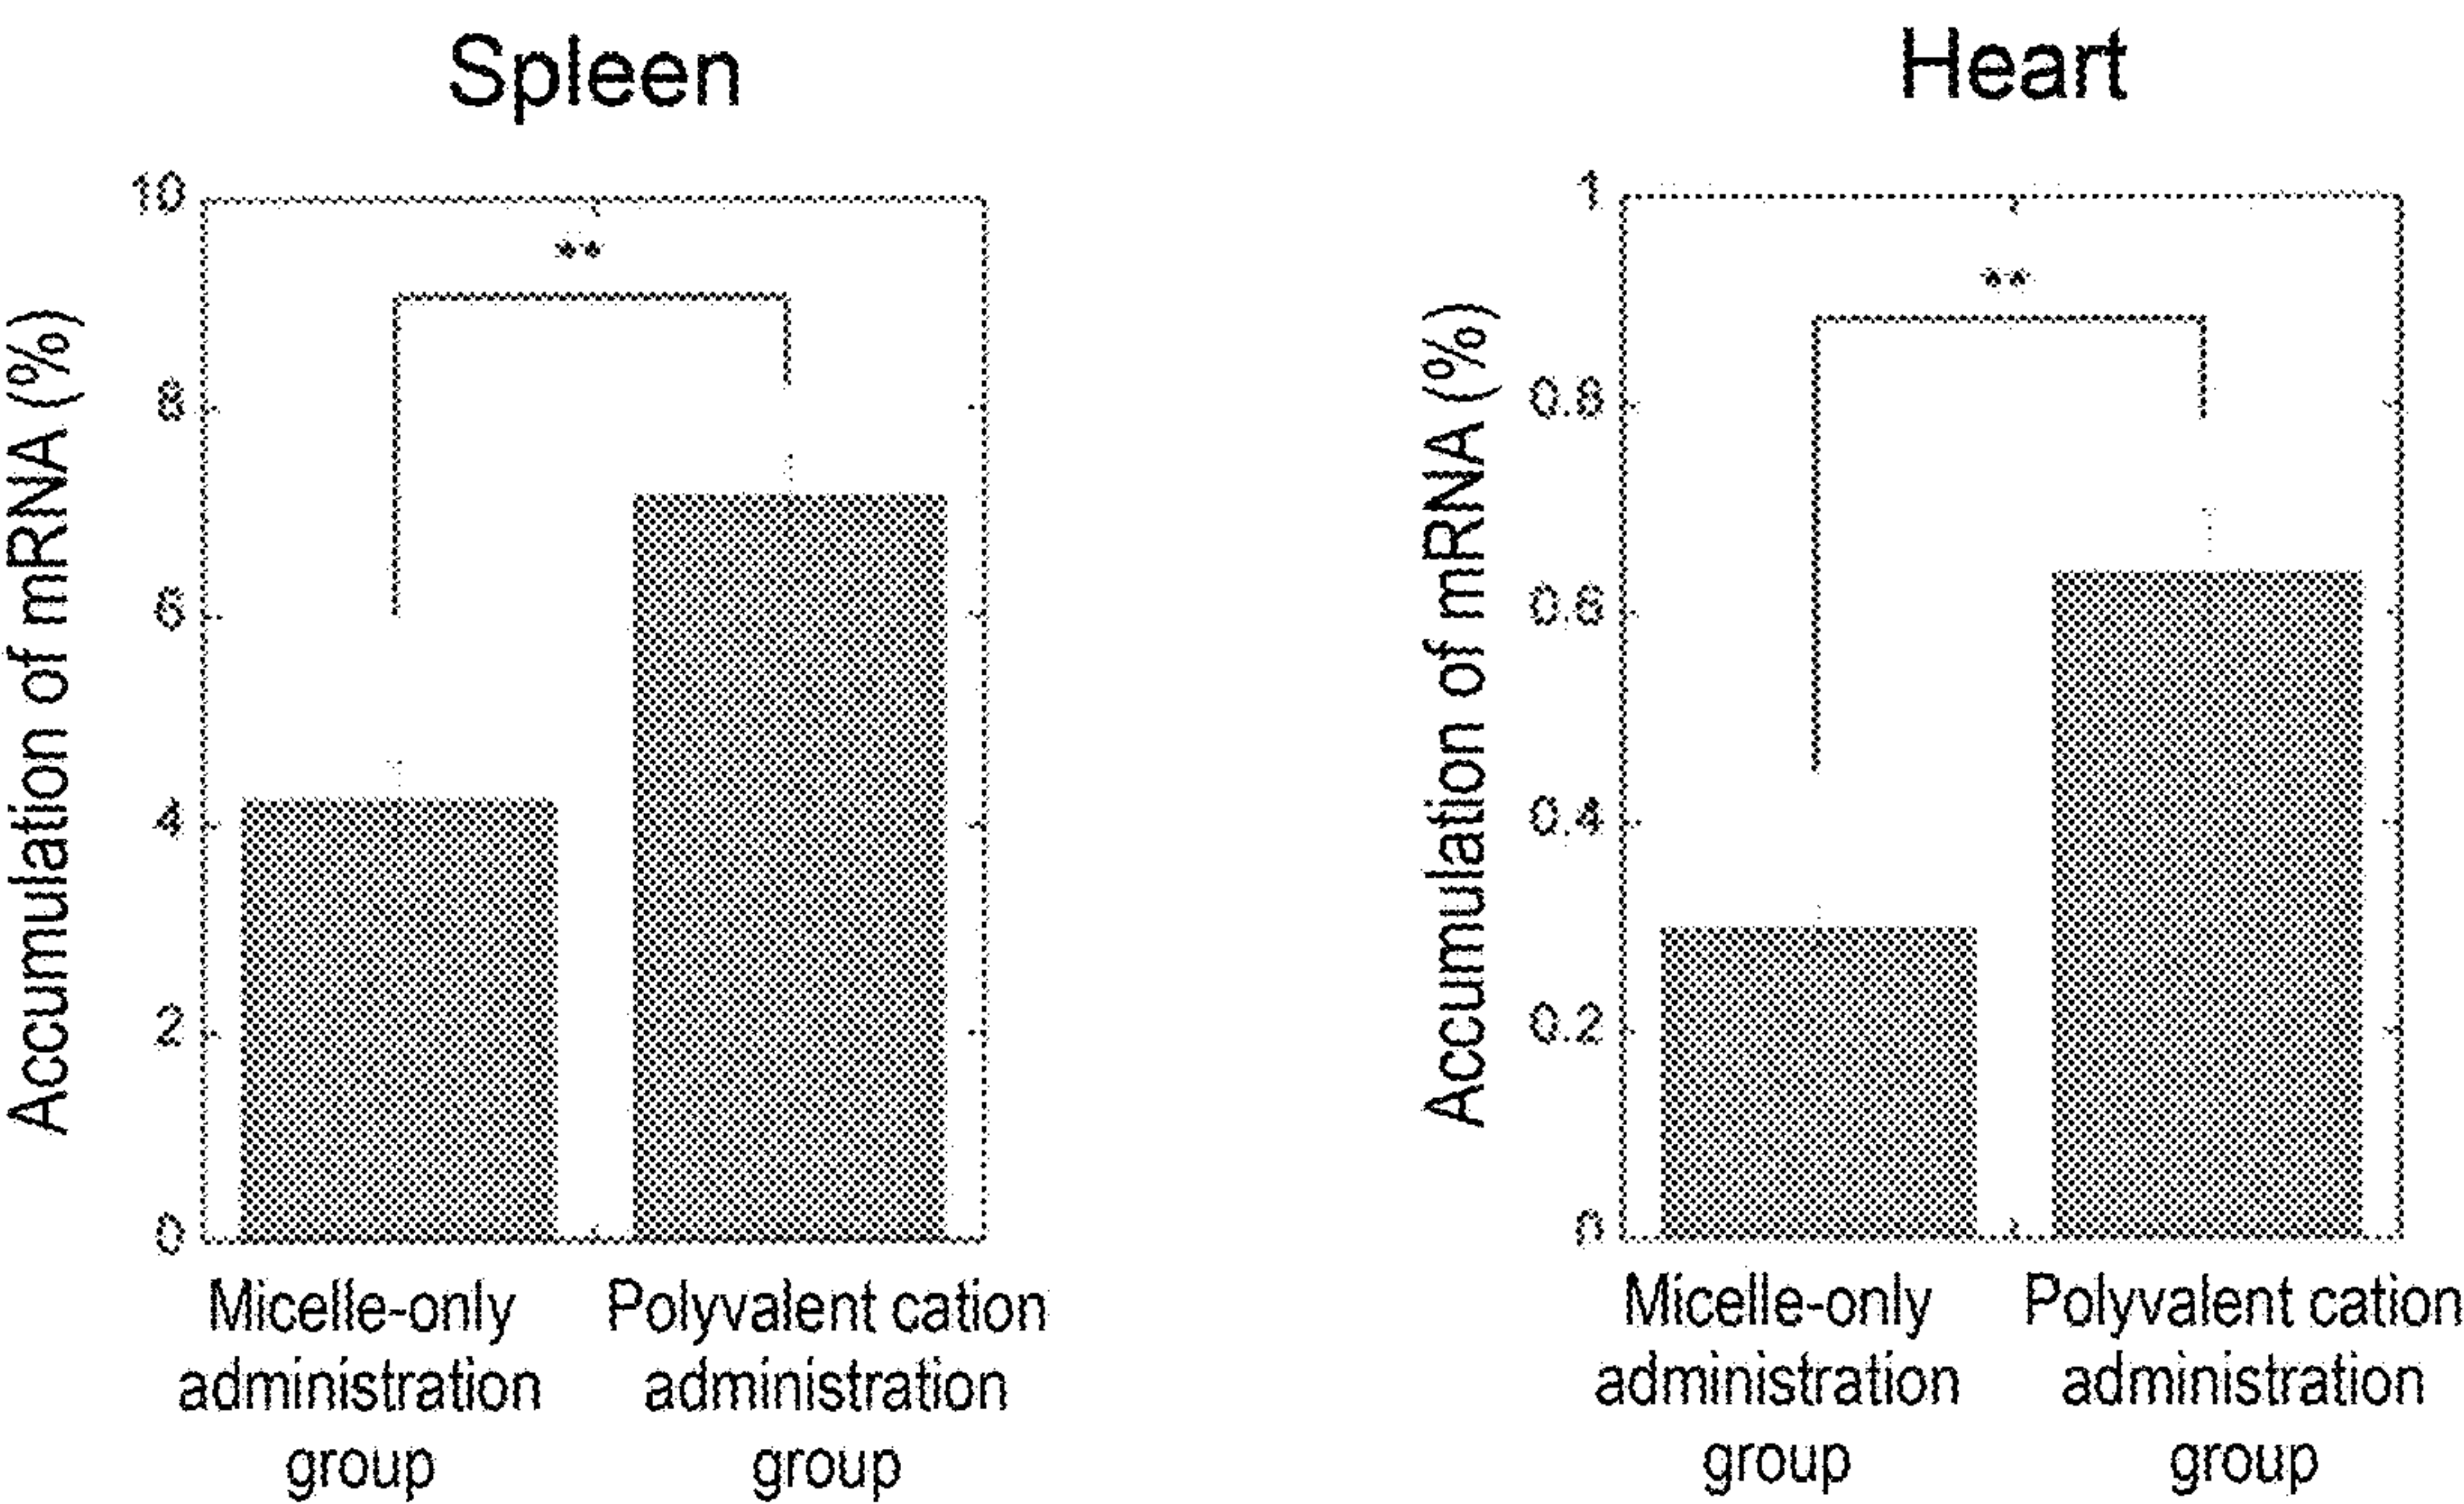 Spleen
Accumulation of mRNA (%)
10
8
6
4
2
0
**
Micelle-only
administration
group
Polyvalent cation
administration
group
Heart
Accumulation of mRNA (%)
1
0.8
0.6
0.4
0.2
0
**
Micelle-only
administration
group
Polyvalent cation
administration
group